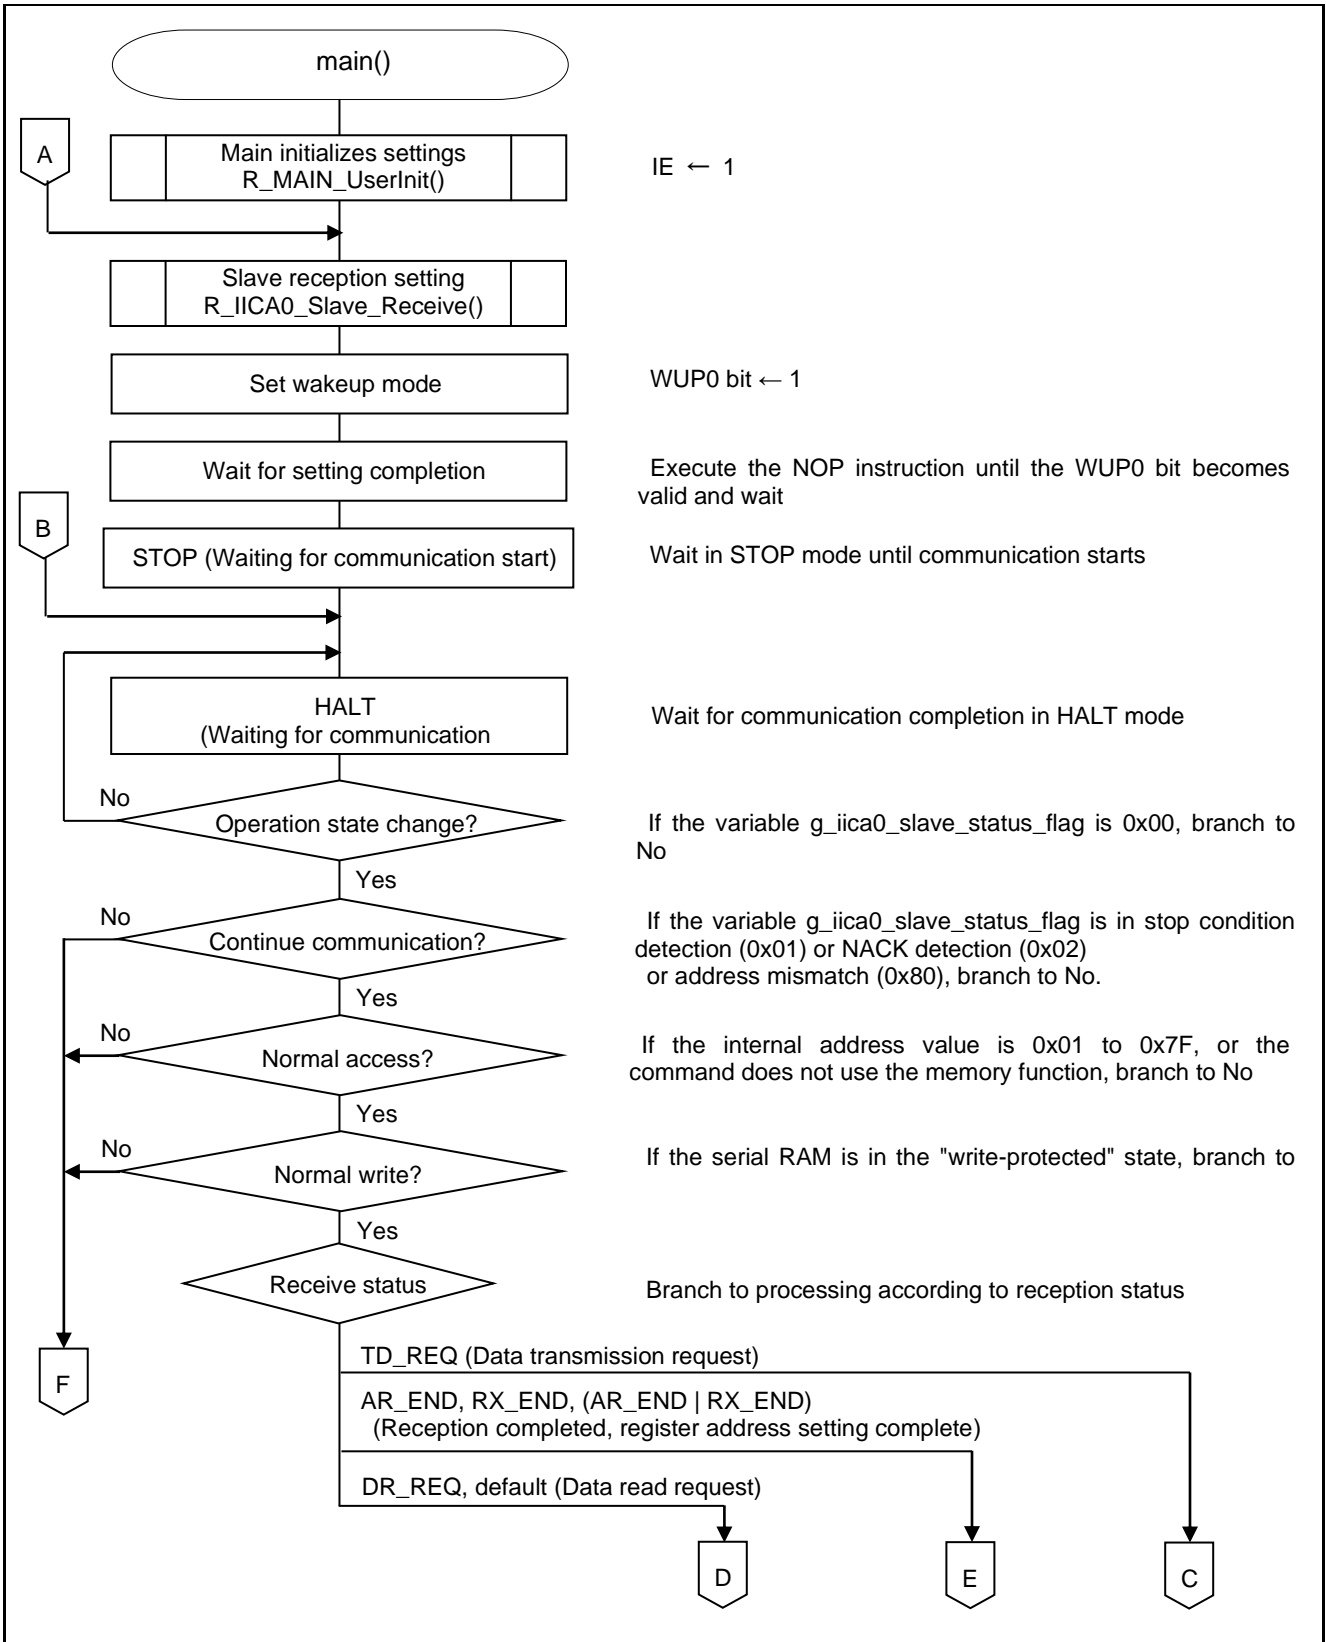 main()
A
Main initializes settings
R_MAIN_UserInit()
IE ← 1
Slave reception setting
R_IICA0_Slave_Receive()
Set wakeup mode
WUP0 bit ← 1
Wait for setting completion
Execute the NOP instruction until the WUP0 bit becomes
valid and wait
B
STOP (Waiting for communication start)
Wait in STOP mode until communication starts
HALT
(Waiting for communication
Wait for communication completion in HALT mode
No
Operation state change?
If the variable g_iica0_slave_status_flag is 0x00, branch to
No
Yes
No
Continue communication?
If the variable g_iica0_slave_status_flag is in stop condition
detection (0x01) or NACK detection (0x02)
or address mismatch (0x80), branch to No.
Yes
No
Normal access?
If the internal address value is 0x01 to 0x7F, or the
command does not use the memory function, branch to No
Yes
No
Normal write?
If the serial RAM is in the "write-protected" state, branch to
Yes
Receive status
Branch to processing according to reception status
TD_REQ (Data transmission request)
F
AR_END, RX_END, (AR_END | RX_END)
(Reception completed, register address setting complete)
DR_REQ, default (Data read request)
D
E
C